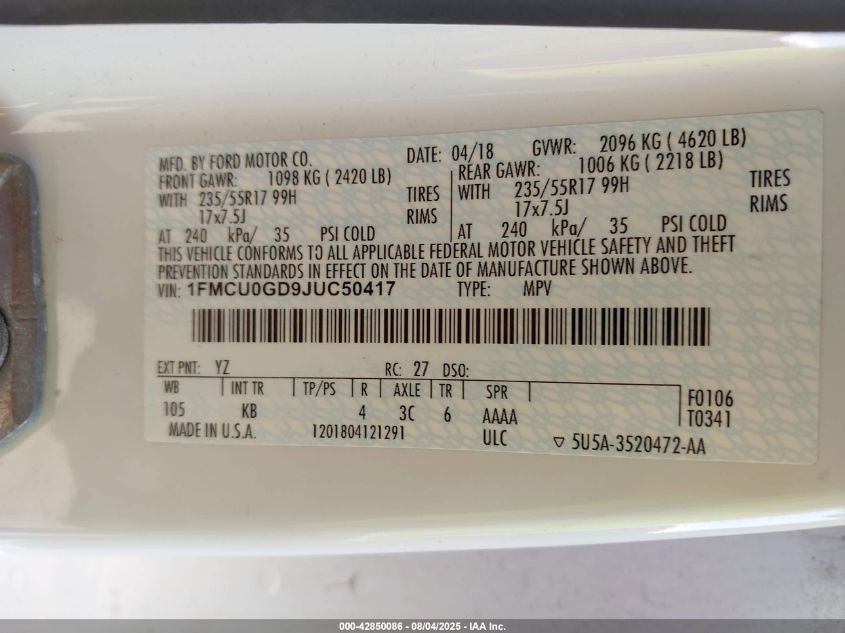 MFD. BY FORD MOTOR CO. DATE: 04/18 GVWR: 2096 KG ( 4620 LB)
FRONT GAWR: 1098 KG ( 2420 LB) REAR GAWR: 1006 KG ( 2218 LB)
WITH 235/55R17 99H TIRES WITH 235/55R17 99H TIRES
17x7.5J RIMS 17x7.5J RIMS
AT 240 kPa/ 35 PSI COLD AT 240 kPa/ 35 PSI COLD
THIS VEHICLE CONFORMS TO ALL APPLICABLE FEDERAL MOTOR VEHICLE SAFETY AND THEFT
PREVENTION STANDARDS IN EFFECT ON THE DATE OF MANUFACTURE SHOWN ABOVE.
VIN: 1FMCU0GD9JUC50417 TYPE: MPV
EXT PNT: YZ RC: 27 DSO:
WB INT TR TP/PS R AXLE TR SPR F0106
105 KB 4 3C 6 AAAA T0341
MADE IN U.S.A. 1201804121291 ULC ▽ 5U5A-3520472-AA
000-42850086 - 08/04/2025 - IAA Inc.